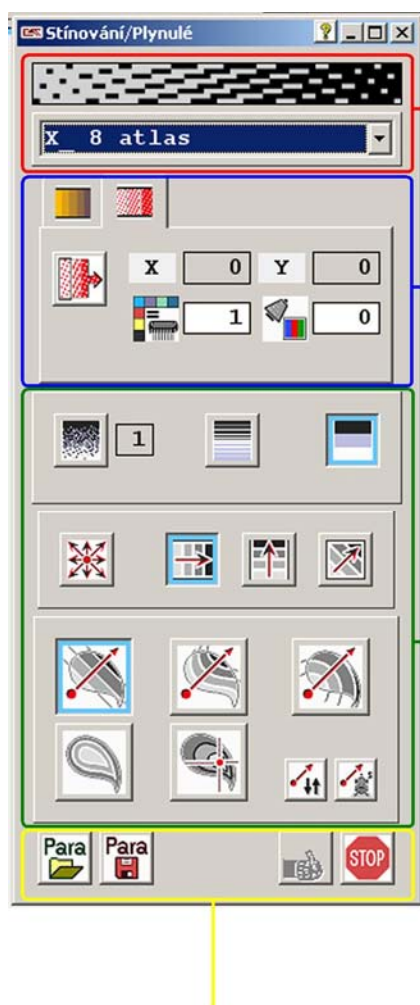 Stínování/Plynulé
X_ 8 atlas
X 0 Y 0
1 0
1
Para Para
STOP